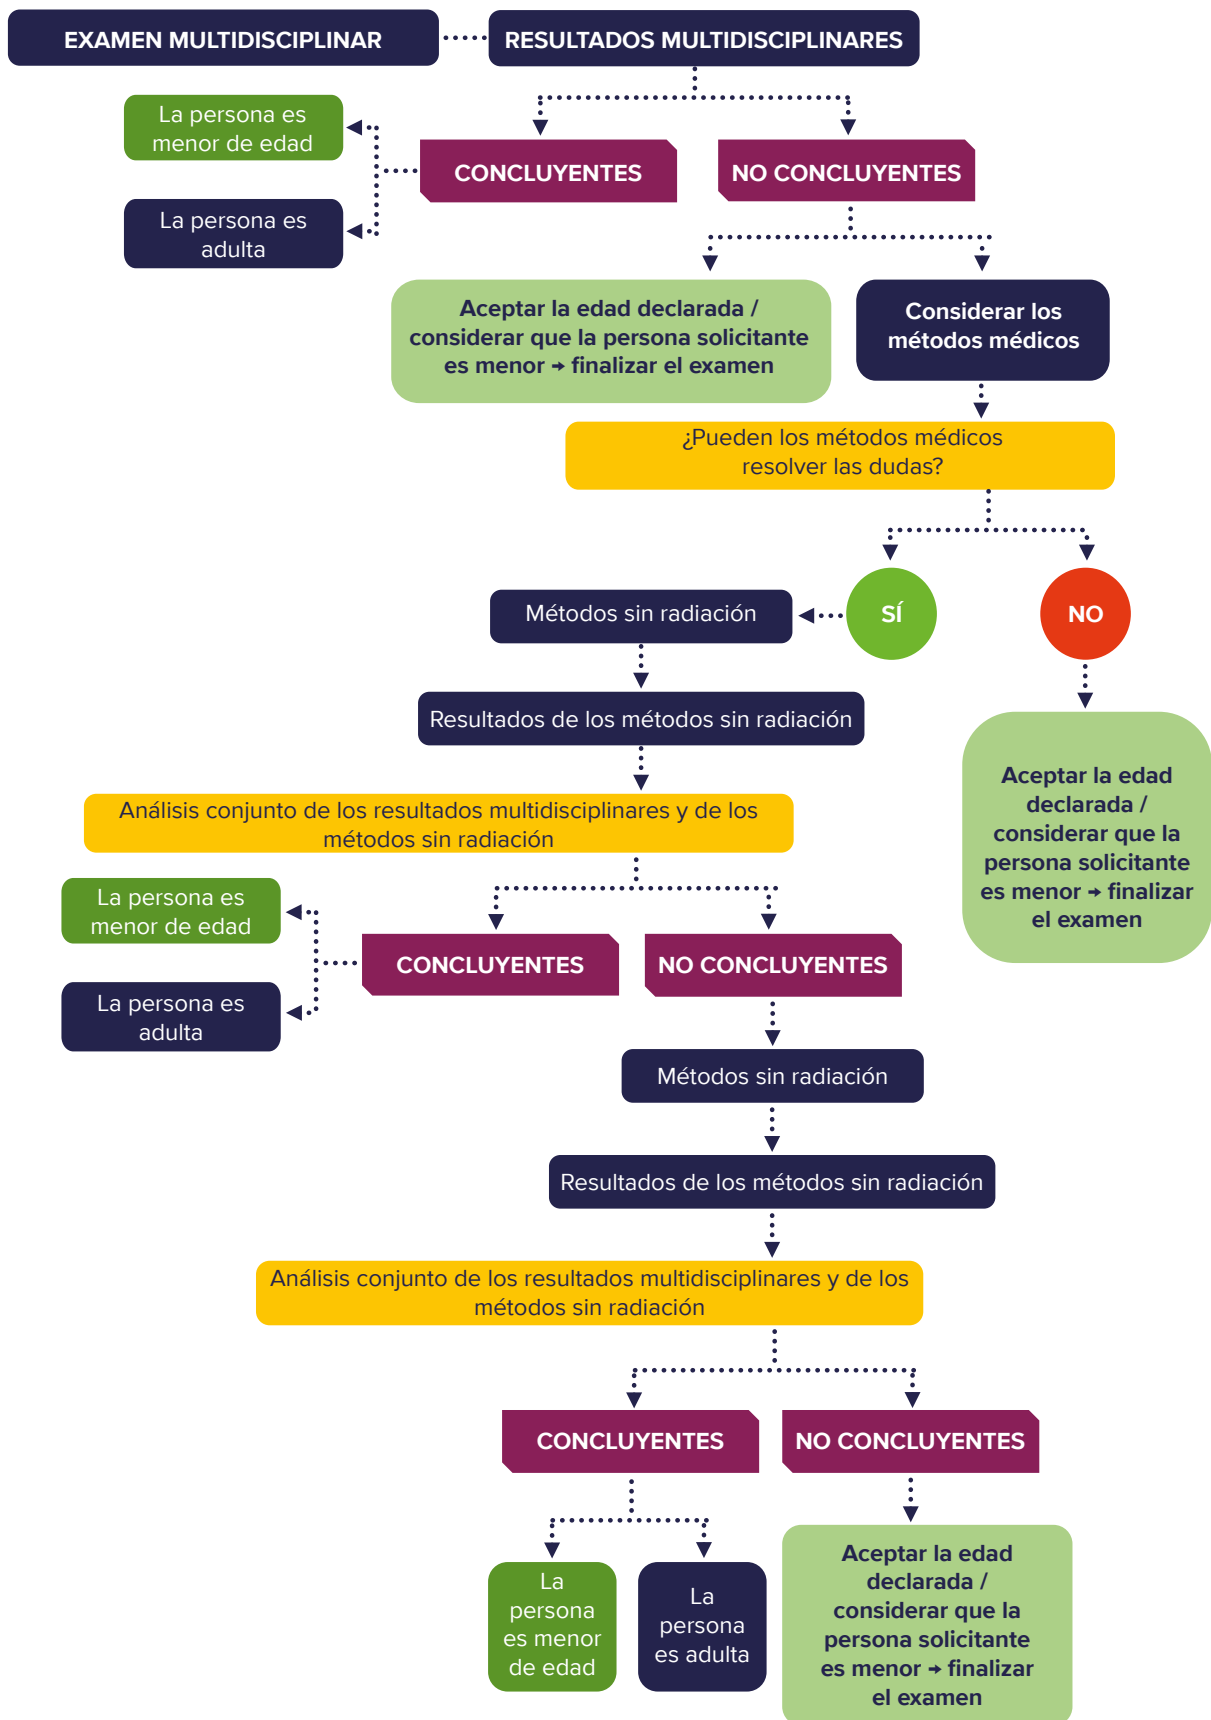 EXAMEN MULTIDISCIPLINAR
RESULTADOS MULTIDISCIPLINARES
La persona es
menor de edad
CONCLUYENTES
NO CONCLUYENTES
La persona es
adulta
Aceptar la edad declarada /
considerar que la persona solicitante
es menor → finalizar el examen
Considerar los
métodos médicos
¿Pueden los métodos médicos
resolver las dudas?
SÍ
NO
Métodos sin radiación
Resultados de los métodos sin radiación
Aceptar la edad
declarada /
considerar que la
persona solicitante
es menor → finalizar
el examen
Análisis conjunto de los resultados multidisciplinares y de los
métodos sin radiación
La persona es
menor de edad
CONCLUYENTES
NO CONCLUYENTES
La persona es
adulta
Métodos sin radiación
Resultados de los métodos sin radiación
Análisis conjunto de los resultados multidisciplinares y de los
métodos sin radiación
CONCLUYENTES
NO CONCLUYENTES
La
persona
es menor
de edad
La
persona
es adulta
Aceptar la edad
declarada /
considerar que la
persona solicitante
es menor → finalizar
el examen